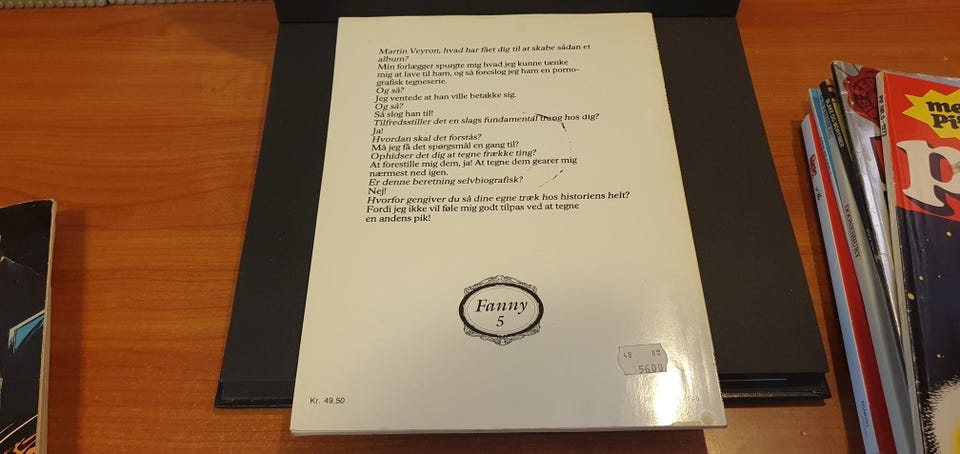 Martin Veyron, hvad har fået dig til at skabe sådan et
album?
Min forlægger spurgte mig hvad jeg kunne tænke
mig at lave til ham, og så foreslog jeg ham en porno-
grafisk tegneserie.
Og så?
Jeg ventede at han ville betakke sig.
Og så?
Så slog han til!
Tilfredsstiller det en slags fundamental trang hos dig?
Ja!
Hvordan skal det forstås?
Må jeg få det spørgsmål en gang til?
Ophidser det dig at tegne frække ting?
At forestille mig dem, ja! At tegne dem gearer mig
nærmest ned igen.
Er denne beretning selvbiografisk?
Nej!
Hvorfor gengiver du så dine egne træk hos historiens helt?
Fordi jeg ikke vil føle mig godt tilpas ved at tegne
en andens pik!
Fanny
5
48
5600
Kr. 49,50
DOONESBURY
me
Pi